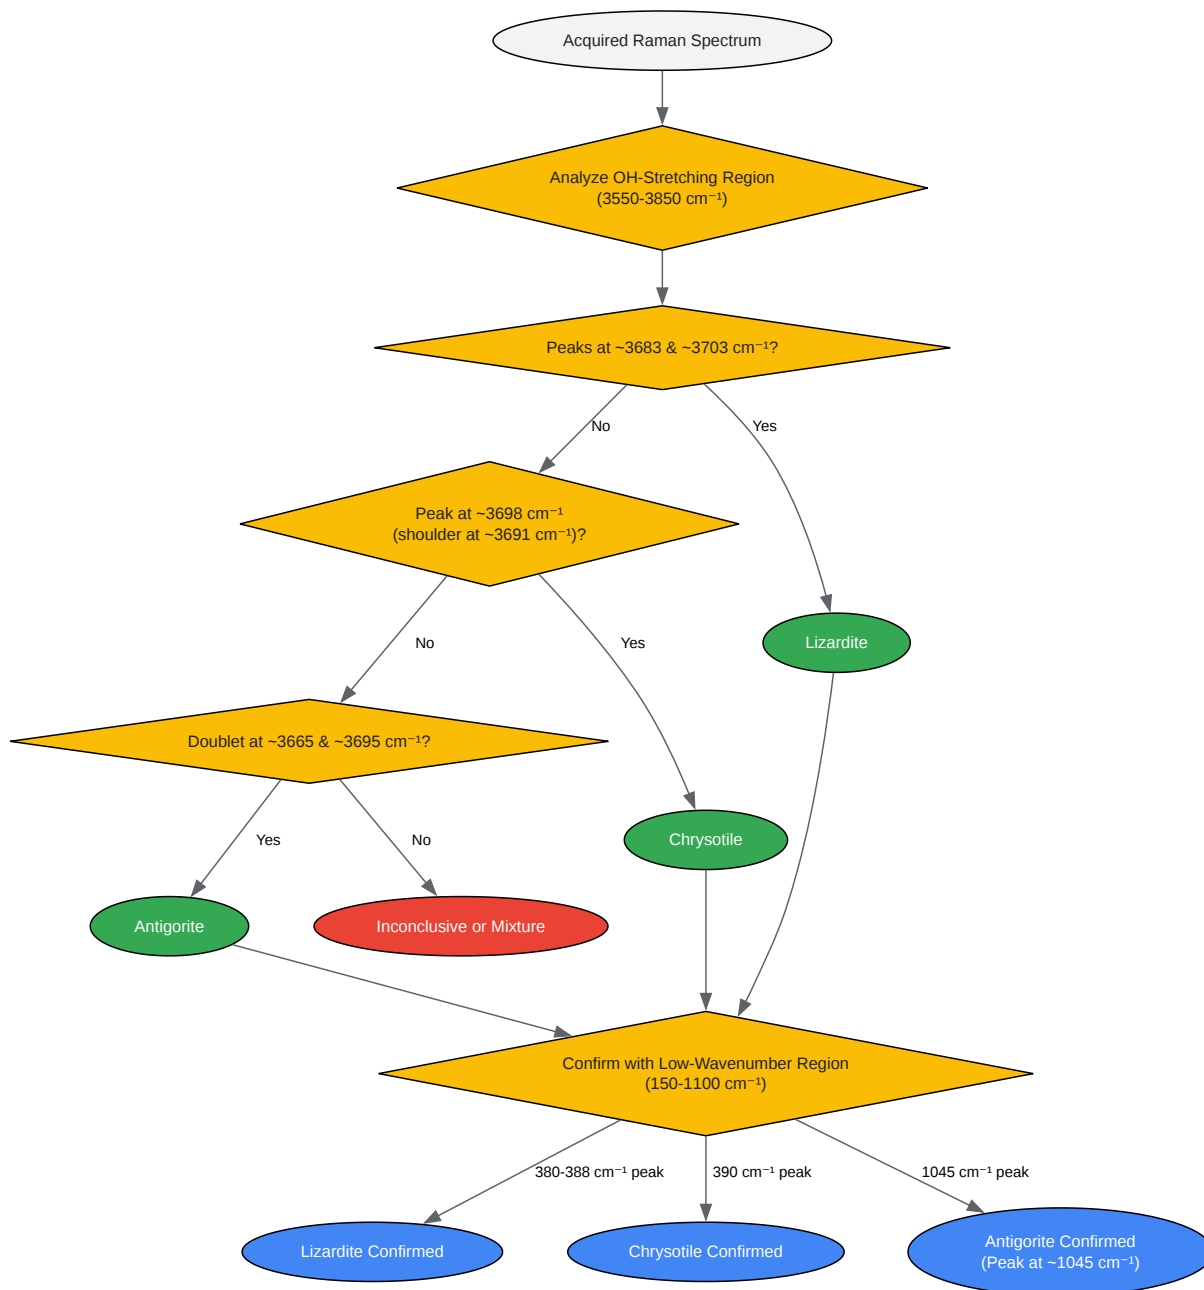 Acquired Raman Spectrum
Analyze OH-Stretching Region
(3550-3850 cm⁻¹)
Peaks at ~3683 & ~3703 cm⁻¹?
No
Yes
Peak at ~3698 cm⁻¹
(shoulder at ~3691 cm⁻¹)?
No
Yes
Lizardite
Doublet at ~3665 & ~3695 cm⁻¹?
Yes
No
Chrysotile
Antigorite
Inconclusive or Mixture
Confirm with Low-Wavenumber Region
(150-1100 cm⁻¹)
380-388 cm⁻¹ peak
390 cm⁻¹ peak
1045 cm⁻¹ peak
Lizardite Confirmed
Chrysotile Confirmed
Antigorite Confirmed
(Peak at ~1045 cm⁻¹)